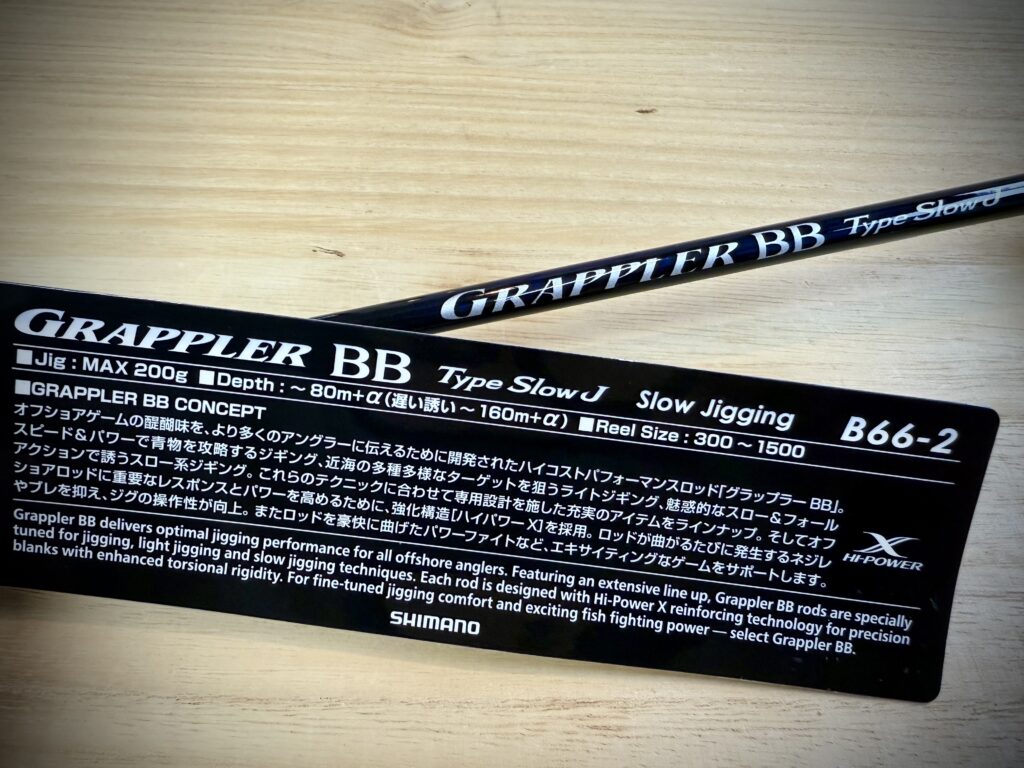 GRAPPLER BB Type Slow J
GRAPPLER BB Type Slow J Slow Jigging B66-2
■Jig : MAX 200g ■Depth : ～80m+α(遅い誘い～160m+α) ■Reel Size : 300～1500
■GRAPPLER BB CONCEPT
オフショアゲームの醍醐味を、より多くのアングラーに伝えるために開発されたハイコストパフォーマンスロッド「グラップラー BB」。
スピード&パワーで青物を攻略するジギング、近海の多種多様なターゲットを狙うライトジギング、魅惑的なスロー&フォール
アクションで誘うスロー系ジギング。これらのテクニックに合わせて専用設計を施した充実のアイテムをラインナップ。そしてオフ
ショアロッドに重要なレスポンスとパワーを高めるために、強化構造[ハイパワーX]を採用。ロッドが曲がるたびに発生するネジレ
やブレを抑え、ジグの操作性が向上。またロッドを豪快に曲げたパワーファイトなど、エキサイティングなゲームをサポートします。
X
HI-POWER
Grappler BB delivers optimal jigging performance for all offshore anglers. Featuring an extensive line up, Grappler BB rods are specially
tuned for jigging, light jigging and slow jigging techniques. Each rod is designed with Hi-Power X reinforcing technology for precision
blanks with enhanced torsional rigidity. For fine-tuned jigging comfort and exciting fish fighting power — select Grappler BB.
SHIMANO